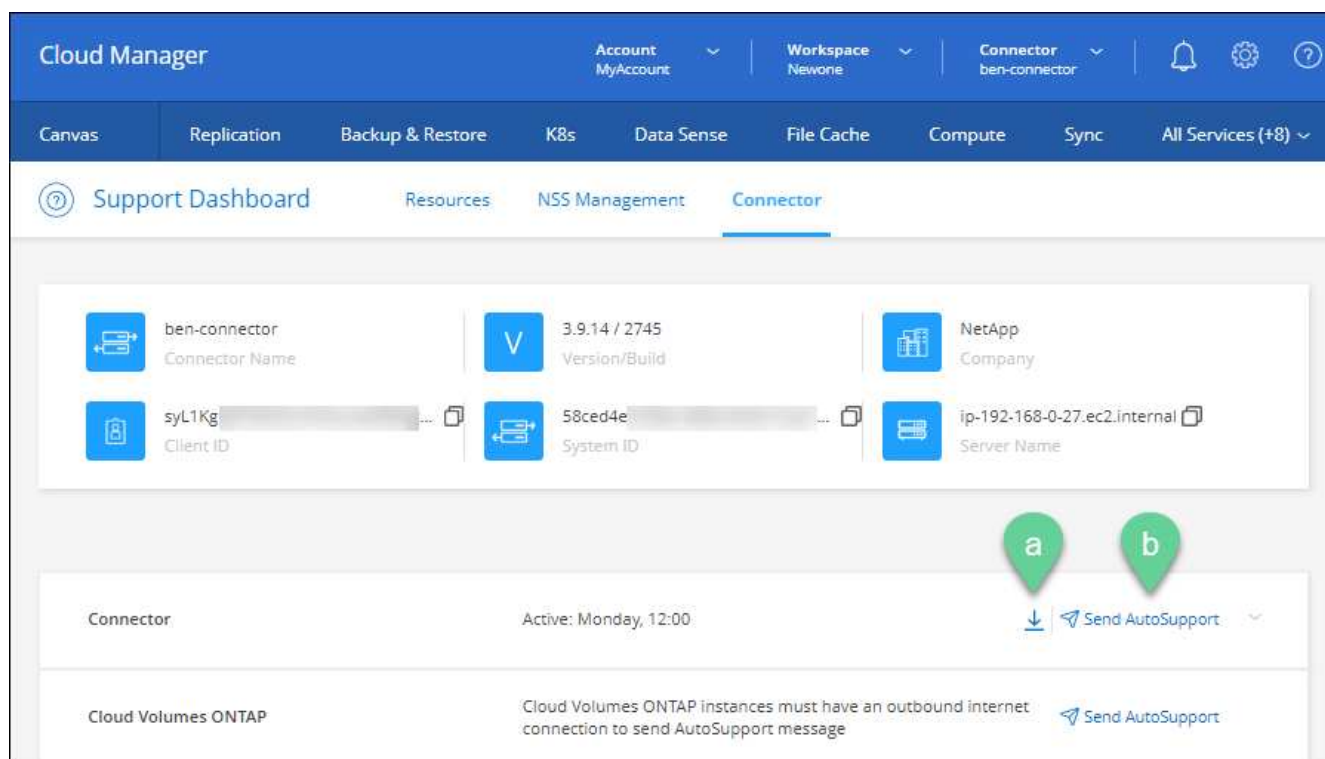 Cloud Manager
Account
MyAccount
Workspace
Newone
Connector
ben-connector
Canvas Replication Backup & Restore K8s Data Sense File Cache Compute Sync All Services (+8)
Support Dashboard Resources NSS Management Connector
ben-connector
Connector Name
V
3.9.14 / 2745
Version/Build
NetApp
Company
syL1Kg ...
Client ID
58ced4e ...
System ID
ip-192-168-0-27.ec2.internal
Server Name
a b
Connector Active: Monday, 12:00 Send AutoSupport
Cloud Volumes ONTAP
Cloud Volumes ONTAP instances must have an outbound internet
connection to send AutoSupport message
Send AutoSupport